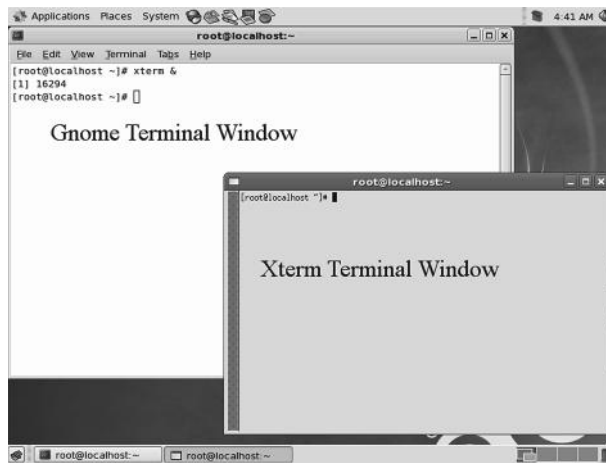 Applications Places System
4:41 AM
root@localhost:~
File Edit View Terminal Tabs Help
[root@localhost ~]# xterm &
[1] 16294
[root@localhost ~]#
Gnome Terminal Window
root@localhost:~
[root@localhost ~]#
Xterm Terminal Window
root@localhost:~
root@localhost:~